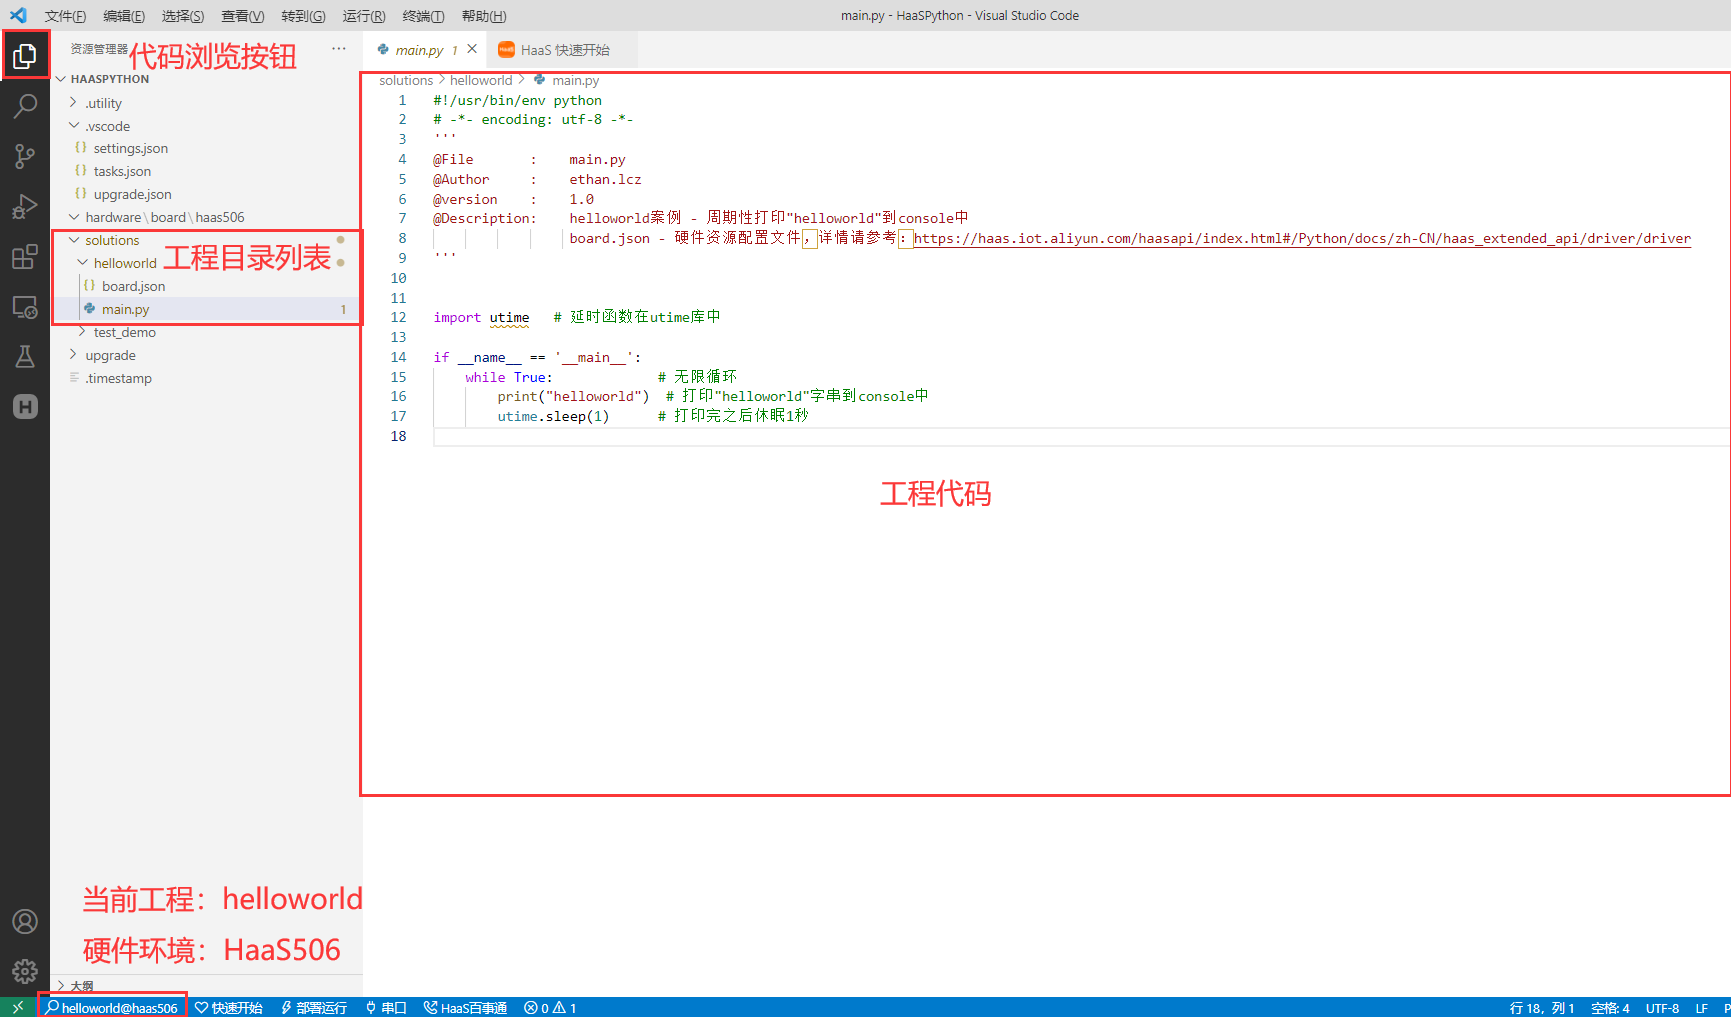 文件(F) 编辑(E) 选择(S) 查看(V) 转到(G) 运行(R) 终端(T) 帮助(H) main.py - HaaSPython - Visual Studio Code
资源管理器 ···
代码浏览按钮
main.py 1 ×
HaaS 快速开始
HAASPYTHON
.utility
.vscode
{} settings.json
{} tasks.json
{} upgrade.json
hardware\board\haas506
solutions
helloworld
工程目录列表
{} board.json
main.py 1
test_demo
upgrade
.timestamp
solutions > helloworld > main.py
1 #!/usr/bin/env python
2 # -*- encoding: utf-8 -*-
3 '''
4 @File       :    main.py
5 @Author     :    ethan.lcz
6 @version    :    1.0
7 @Description:    helloworld案例 - 周期性打印"helloworld"到console中
8                  board.json - 硬件资源配置文件，详情请参考：https://haas.iot.aliyun.com/haasapi/index.html#/Python/docs/zh-CN/haas_extended_api/driver/driver
9 '''
10
11
12 import utime   # 延时函数在utime库中
13
14 if __name__ == '__main__':
15     while True:             # 无限循环
16         print("helloworld")  # 打印"helloworld"字串到console中
17         utime.sleep(1)      # 打印完之后休眠1秒
18
工程代码
当前工程：helloworld
硬件环境：HaaS506
大纲
helloworld@haas506 快速开始 部署运行 串口 HaaS百事通 0 1 行 18，列 1 空格: 4 UTF-8 LF P